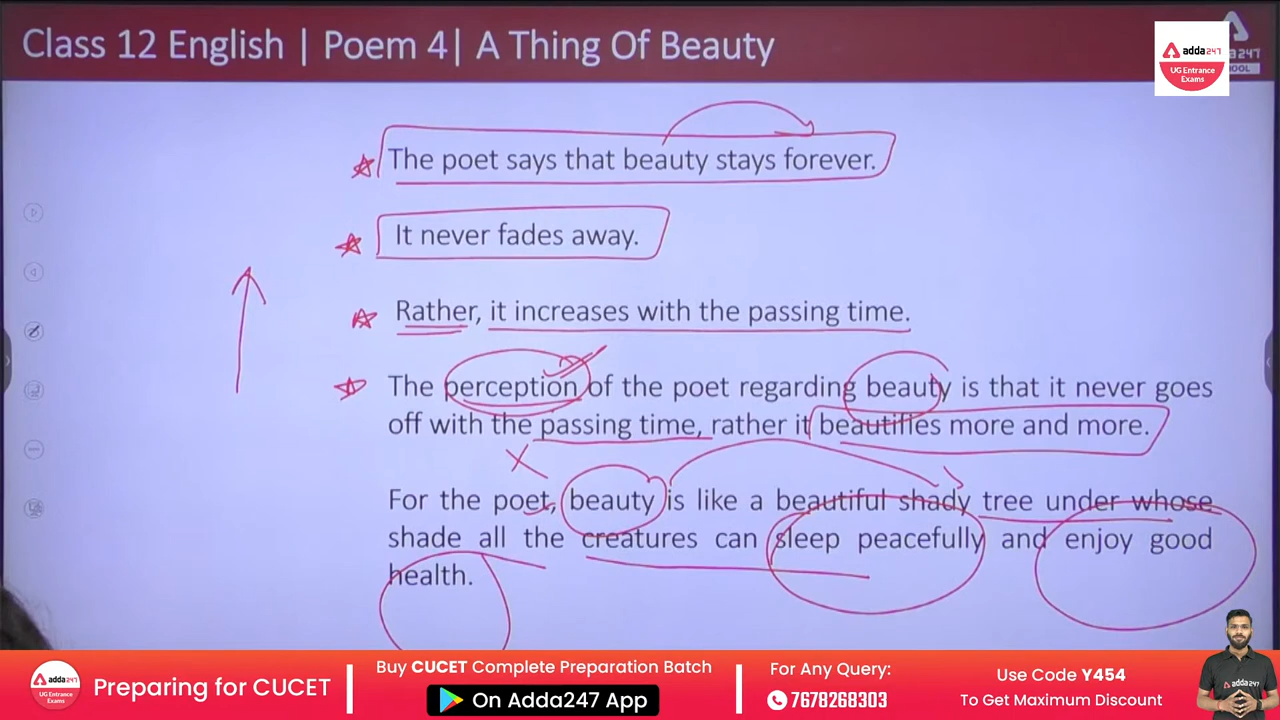 Class 12 English | Poem 4| A Thing Of Beauty
adda247
UG Entrance
Exams
The poet says that beauty stays forever.
It never fades away.
Rather, it increases with the passing time.
The perception of the poet regarding beauty is that it never goes
off with the passing time, rather it beautifies more and more.
For the poet, beauty is like a beautiful shady tree under whose
shade all the creatures can sleep peacefully and enjoy good
health.
adda247
UG Entrance
Exams
Preparing for CUCET
Buy CUCET Complete Preparation Batch
On Adda247 App
For Any Query:
7678268303
Use Code Y454
To Get Maximum Discount